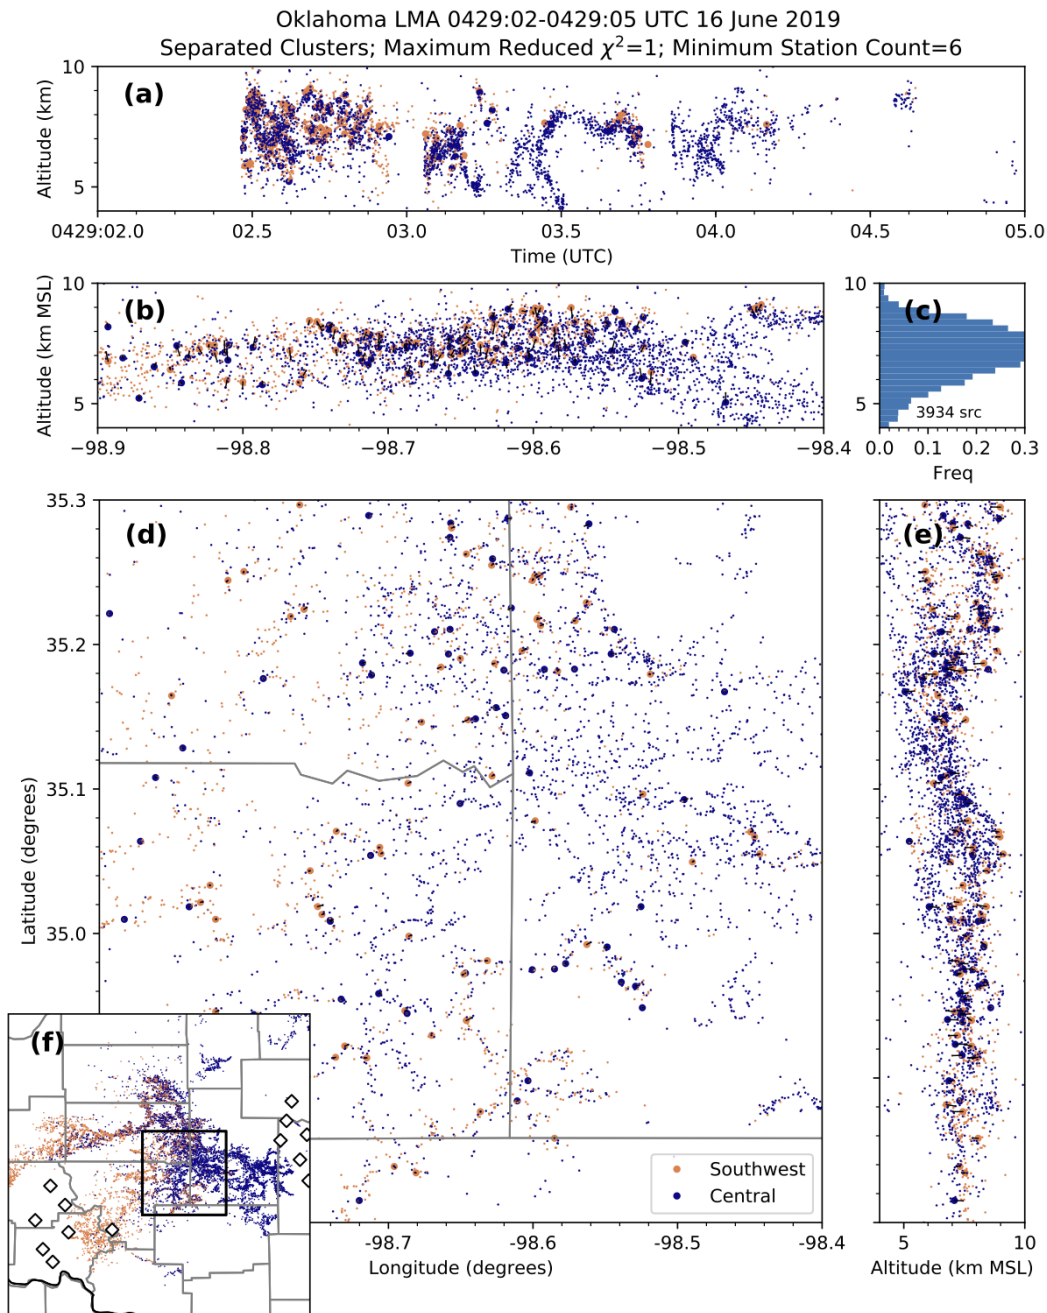 Oklahoma LMA 0429:02-0429:05 UTC 16 June 2019
Separated Clusters; Maximum Reduced χ²=1; Minimum Station Count=6
10
(a)
Altitude (km)
5
0429:02.0 02.5 03.0 03.5 04.0 04.5 05.0
Time (UTC)
10 10
(b) (c)
Altitude (km MSL)
5 5
3934 src
−98.9 −98.8 −98.7 −98.6 −98.5 −98.4 0.0 0.1 0.2 0.3
Freq
35.3
(d) (e)
35.2
35.1
Latitude (degrees)
35.0
(f)
Southwest
Central
−98.7 −98.6 −98.5 −98.4 5 10
Longitude (degrees) Altitude (km MSL)